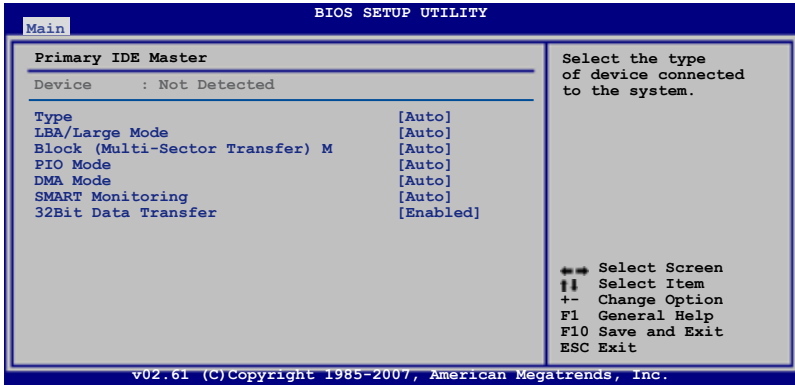 BIOS SETUP UTILITY
Main
Primary IDE Master
Device : Not Detected
Type [Auto]
LBA/Large Mode [Auto]
Block (Multi-Sector Transfer) M [Auto]
PIO Mode [Auto]
DMA Mode [Auto]
SMART Monitoring [Auto]
32Bit Data Transfer [Enabled]
Select the type
of device connected
to the system.
←→ Select Screen
↑↓ Select Item
+- Change Option
F1 General Help
F10 Save and Exit
ESC Exit
v02.61 (C)Copyright 1985-2007, American Megatrends, Inc.